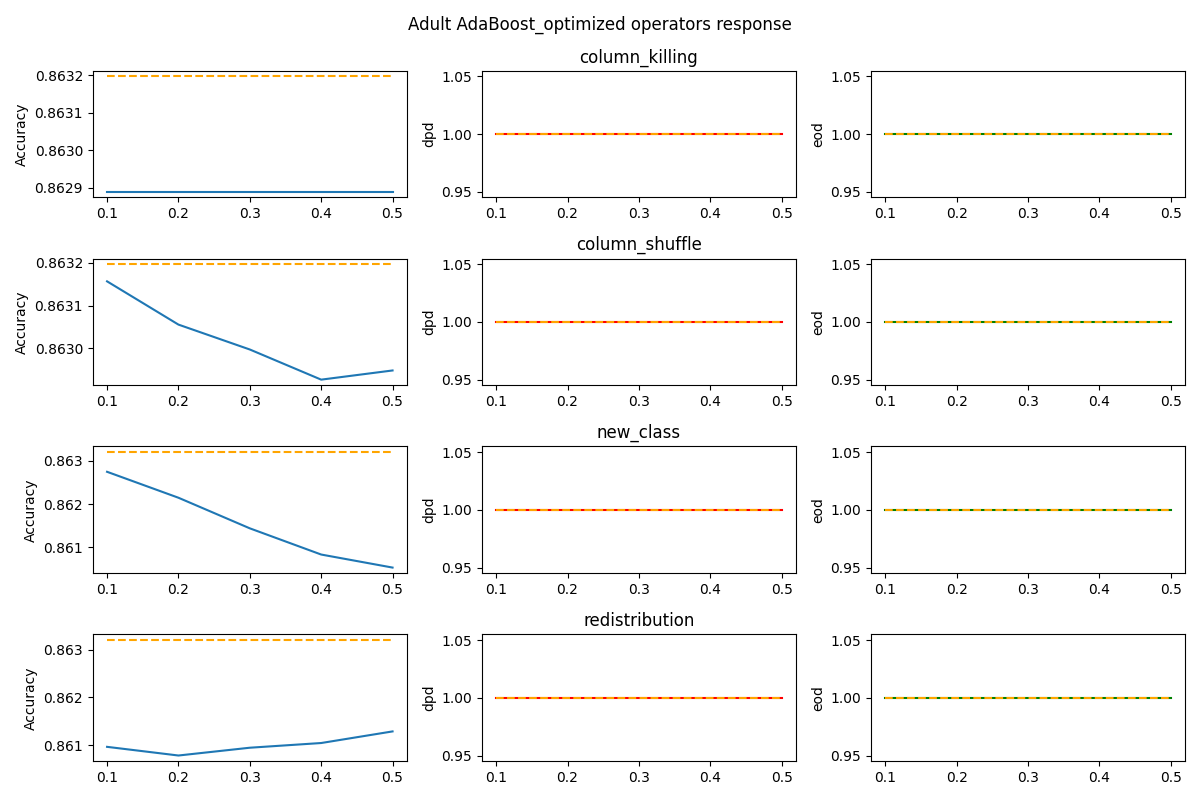 Adult AdaBoost_optimized operators response
column_killing
0.8632 1.05 1.05
0.8631
Accuracy dpd eod
0.8630 1.00 1.00
0.8629 0.95 0.95
0.1 0.2 0.3 0.4 0.5 0.1 0.2 0.3 0.4 0.5 0.1 0.2 0.3 0.4 0.5
column_shuffle
0.8632 1.05 1.05
0.8631
Accuracy dpd eod
1.00 1.00
0.8630
0.95 0.95
0.1 0.2 0.3 0.4 0.5 0.1 0.2 0.3 0.4 0.5 0.1 0.2 0.3 0.4 0.5
new_class
0.863 1.05 1.05
Accuracy dpd eod
0.862 1.00 1.00
0.861 0.95 0.95
0.1 0.2 0.3 0.4 0.5 0.1 0.2 0.3 0.4 0.5 0.1 0.2 0.3 0.4 0.5
redistribution
0.863 1.05 1.05
Accuracy dpd eod
0.862 1.00 1.00
0.861 0.95 0.95
0.1 0.2 0.3 0.4 0.5 0.1 0.2 0.3 0.4 0.5 0.1 0.2 0.3 0.4 0.5